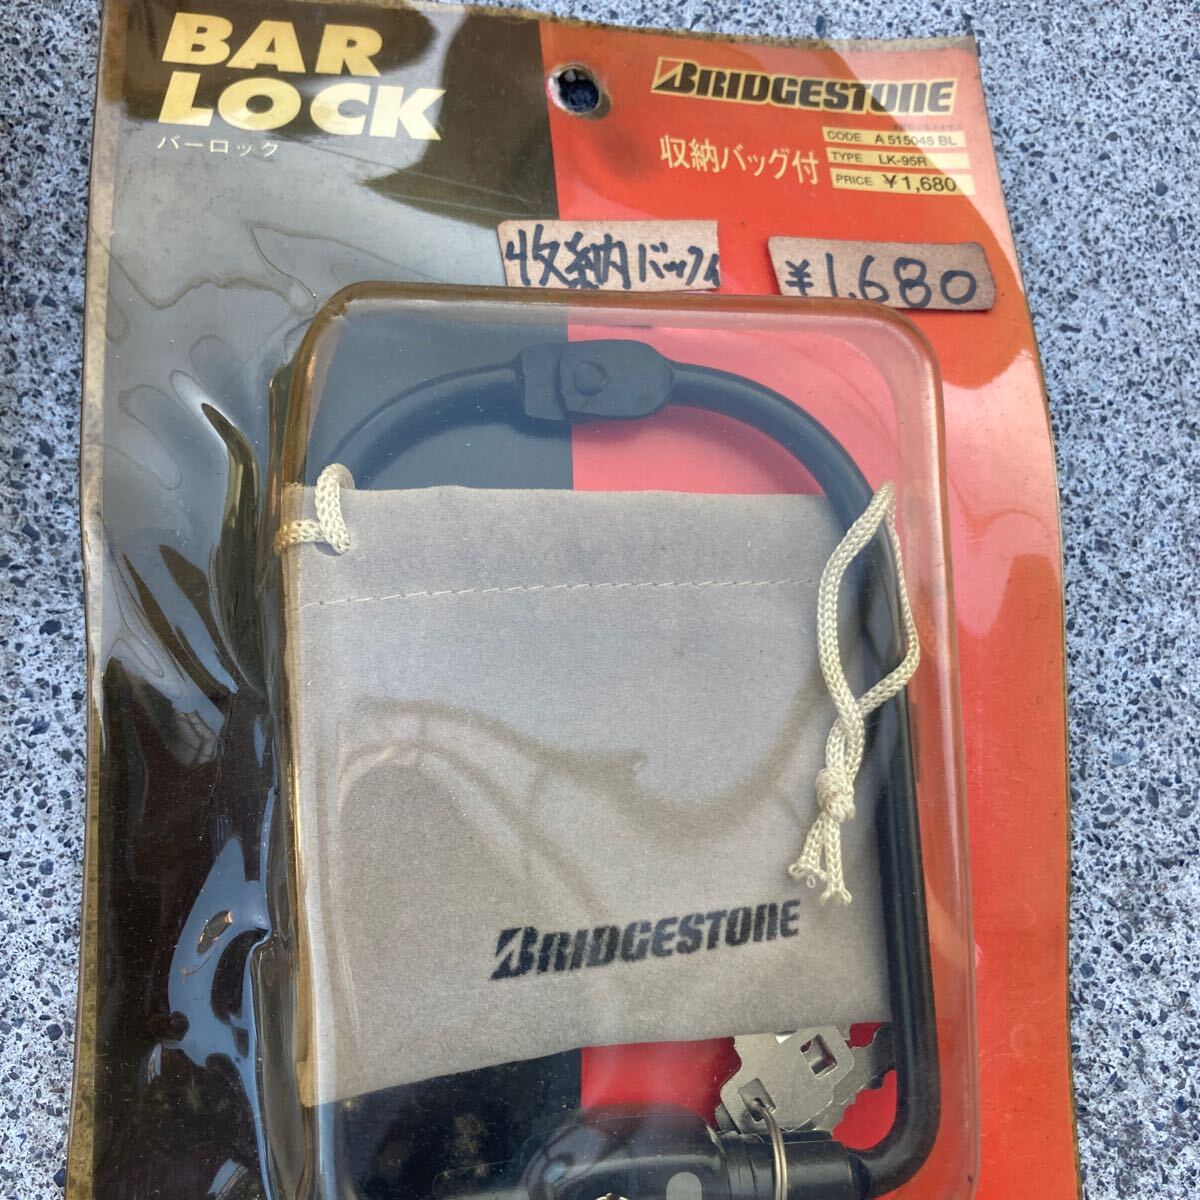 BAR
LOCK
バーロック
BRIDGESTONE
収納バッグ付
CODE A 515045 BL
TYPE LK-95R
PRICE ¥1,680
収納バッグ付
¥1,680
BRIDGESTONE